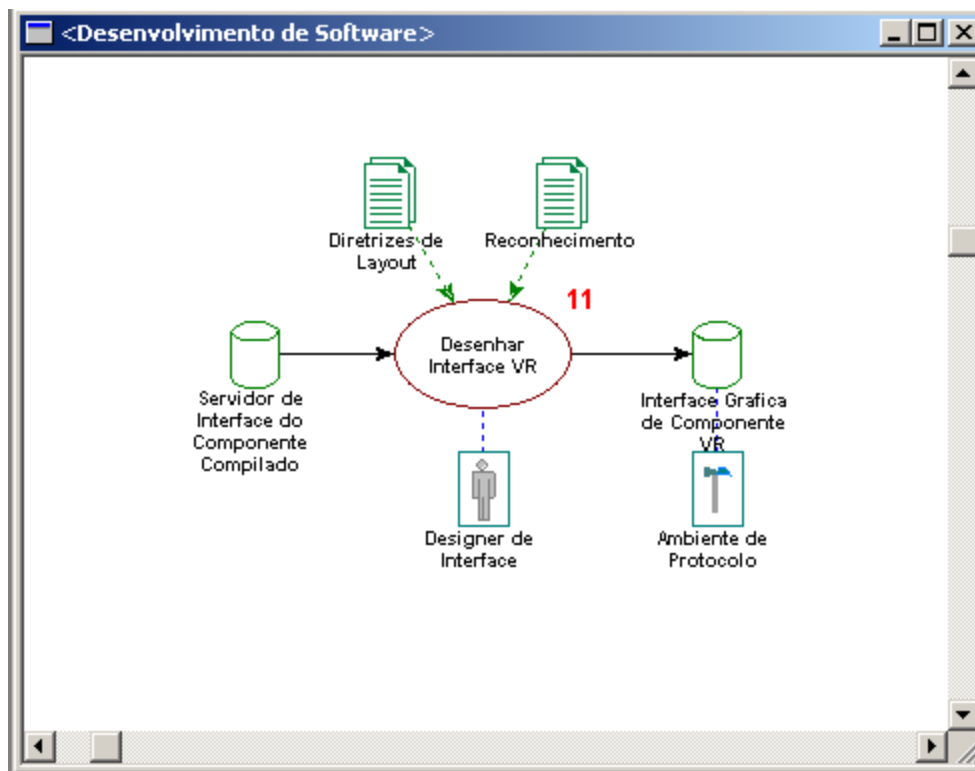 <Desenvolvimento de Software>
Diretrizes de
Layout
Reconhecimento
11
Desenhar
Interface VR
Servidor de
Interface do
Componente
Compilado
Interface Grafica
de Componente
VR
Designer de
Interface
Ambiente de
Protocolo